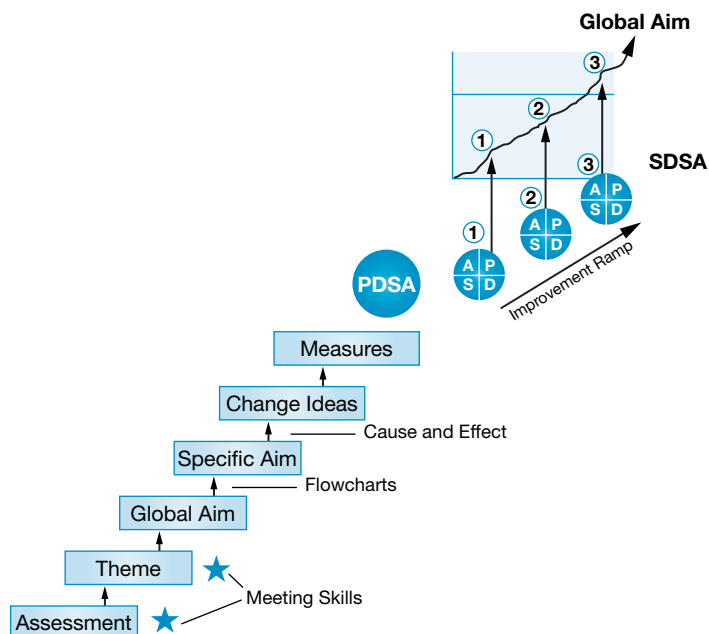 Global Aim
3
2
1
SDSA
3
A P
S D
2
A P
S D
1
A P
S D
Improvement Ramp
PDSA
Measures
Change Ideas
Cause and Effect
Specific Aim
Flowcharts
Global Aim
Theme
Meeting Skills
Assessment